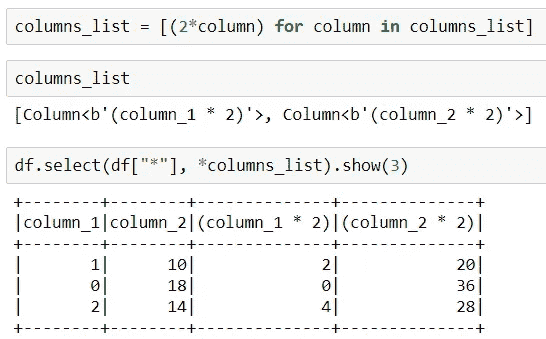 columns_list = [(2*column) for column in columns_list]
columns_list
[Column<b'(column_1 * 2)'>, Column<b'(column_2 * 2)'>]
df.select(df["*"], *columns_list).show(3)
+--------+--------+--------------+--------------+
|column_1|column_2|(column_1 * 2)|(column_2 * 2)|
+--------+--------+--------------+--------------+
|       1|      10|             2|            20|
|       0|      18|             0|            36|
|       2|      14|             4|            28|
+--------+--------+--------------+--------------+